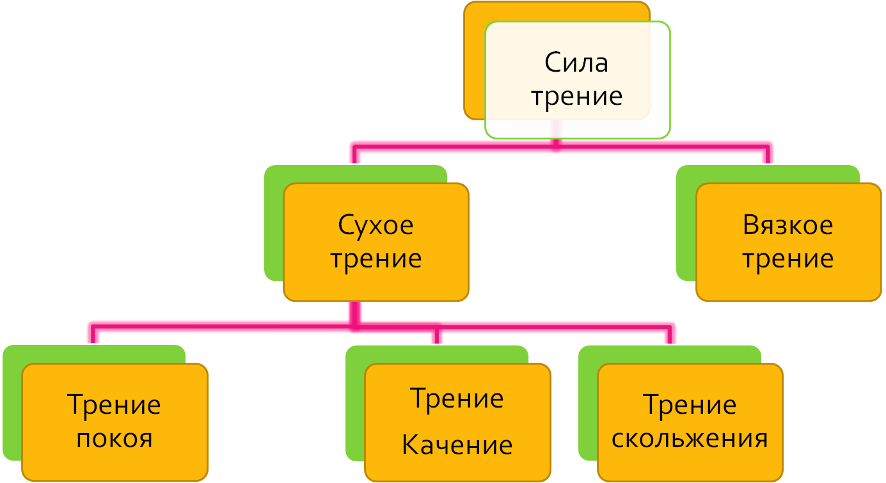 Сила
трение
Сухое
трение
Вязкое
трение
Трение
покоя
Трение
Качение
Трение
скольжения